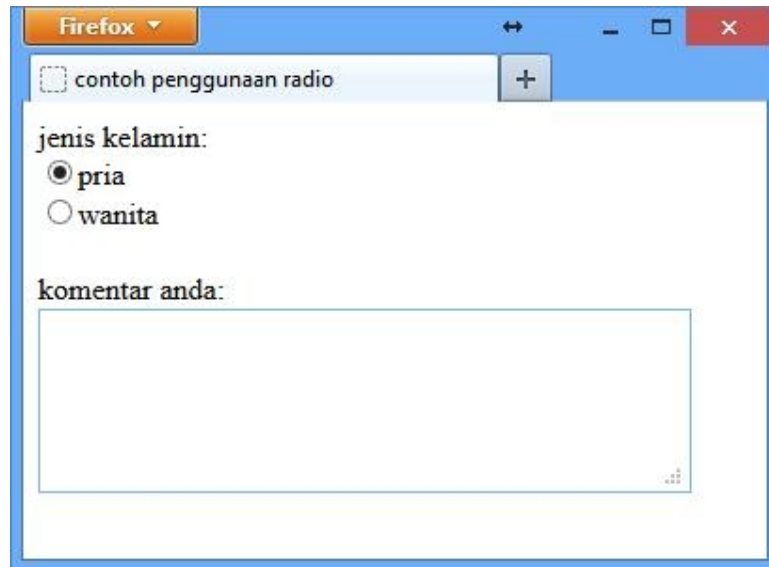 Firefox
contoh penggunaan radio
jenis kelamin:
pria
wanita
komentar anda: